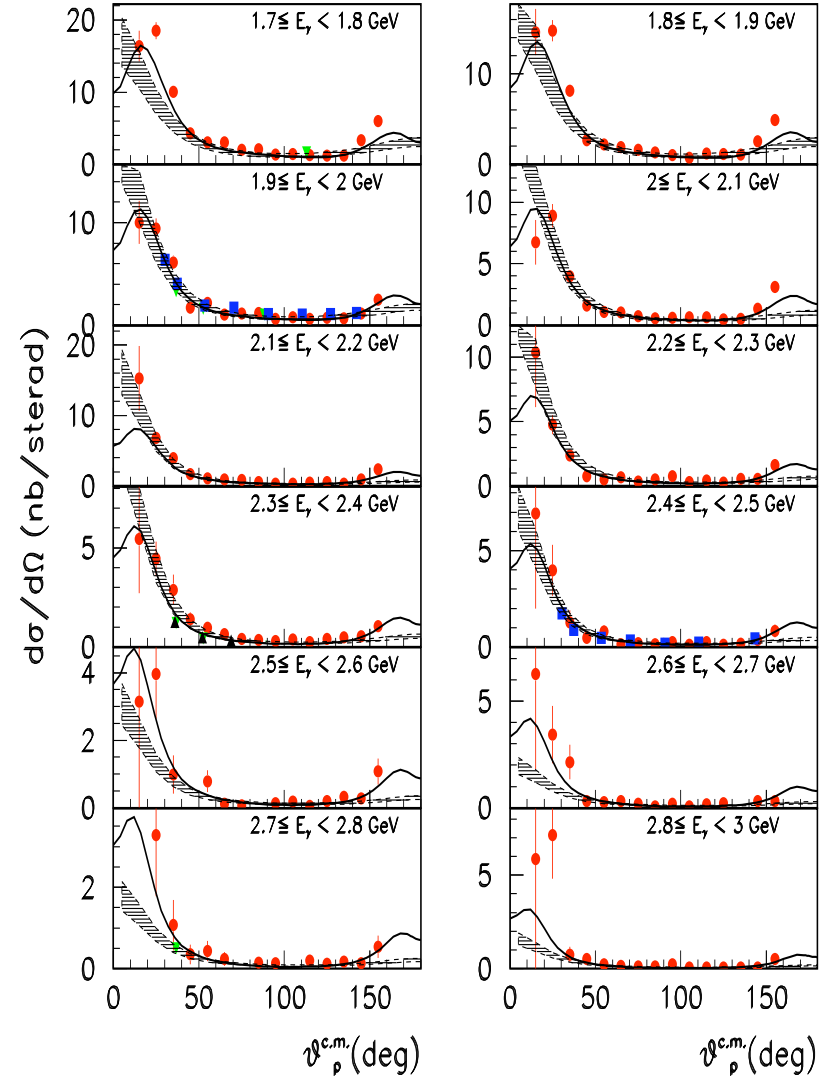 1.7≦ Eγ < 1.8 GeV
1.8≦ Eγ < 1.9 GeV
20
10
0
10
0
1.9≦ Eγ < 2 GeV
2≦ Eγ < 2.1 GeV
10
0
10
5
0
2.1≦ Eγ < 2.2 GeV
2.2≦ Eγ < 2.3 GeV
20
10
0
10
5
0
2.3≦ Eγ < 2.4 GeV
2.4≦ Eγ < 2.5 GeV
5
0
5
0
2.5≦ Eγ < 2.6 GeV
2.6≦ Eγ < 2.7 GeV
4
2
0
5
0
2.7≦ Eγ < 2.8 GeV
2.8≦ Eγ < 3 GeV
2
0
5
0
0 50 100 150
0 50 100 150
dσ/dΩ (nb/sterad)
ϑ_p^c.m.(deg)
ϑ_p^c.m.(deg)